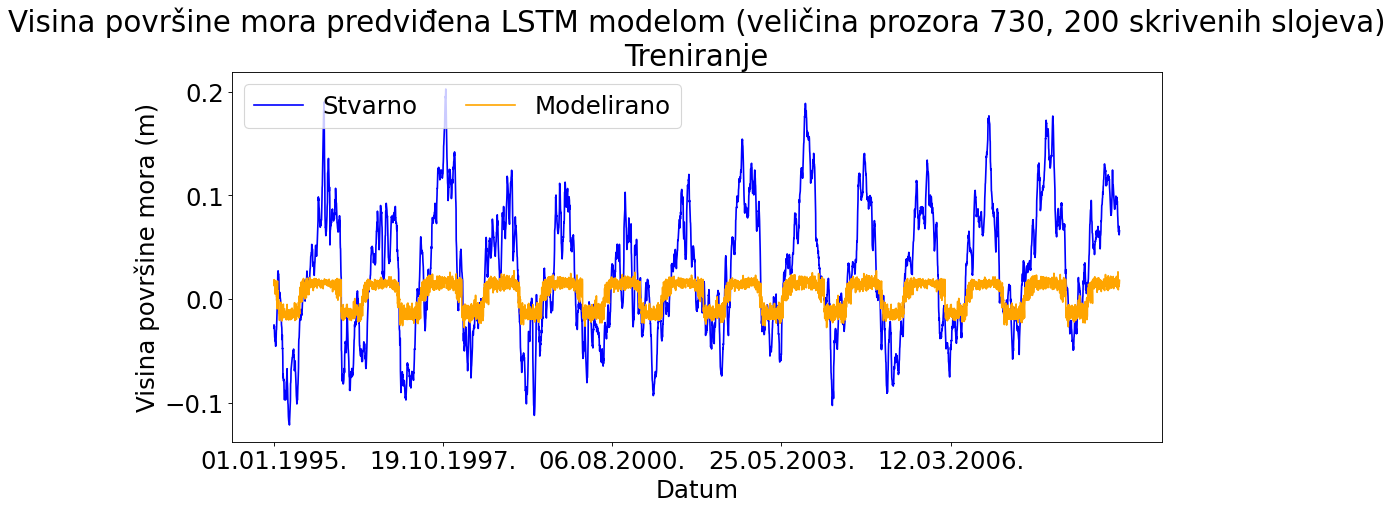 Visina površine mora predviđena LSTM modelom (veličina prozora 730, 200 skrivenih slojeva)
Treniranje
Stvarno
Modelirano
Visina površine mora (m)
0.2
0.1
0.0
−0.1
01.01.1995.
19.10.1997.
06.08.2000.
25.05.2003.
12.03.2006.
Datum